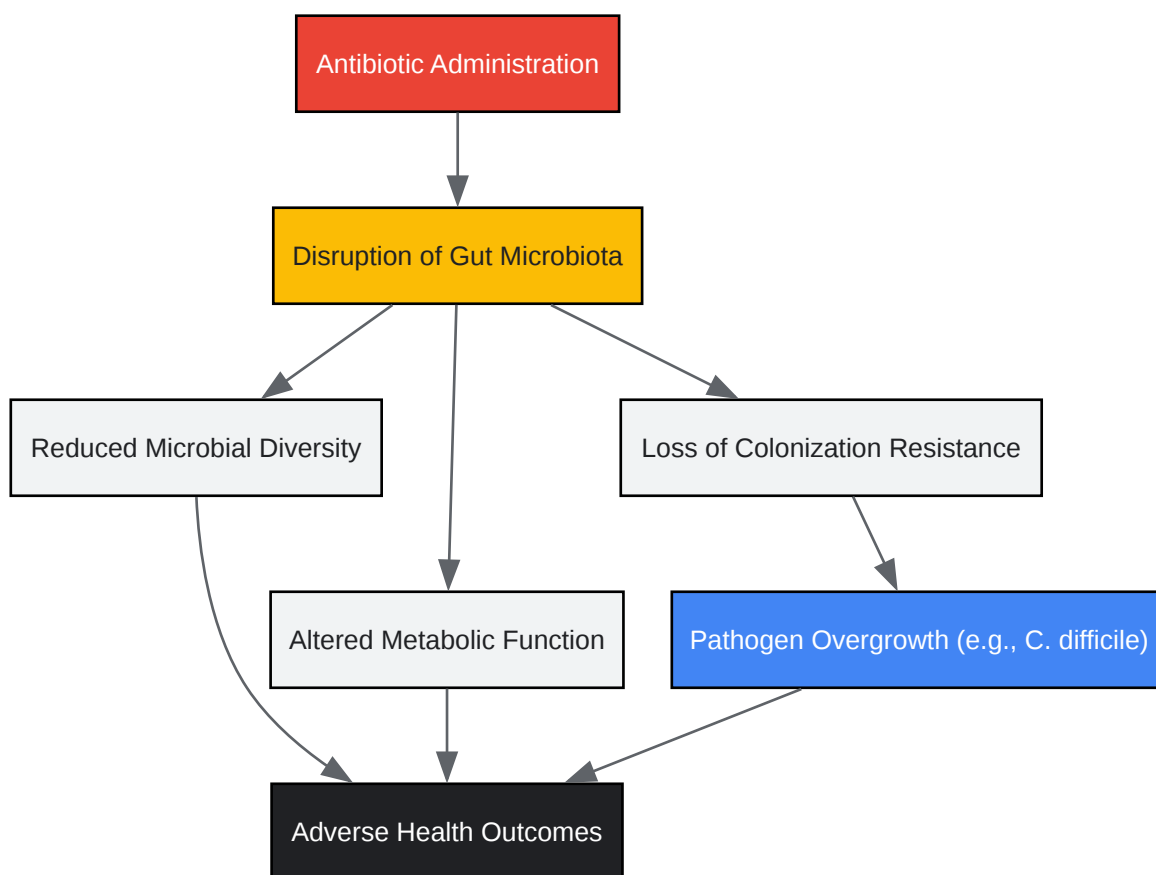 Antibiotic Administration
Disruption of Gut Microbiota
Reduced Microbial Diversity
Loss of Colonization Resistance
Altered Metabolic Function
Pathogen Overgrowth (e.g., C. difficile)
Adverse Health Outcomes